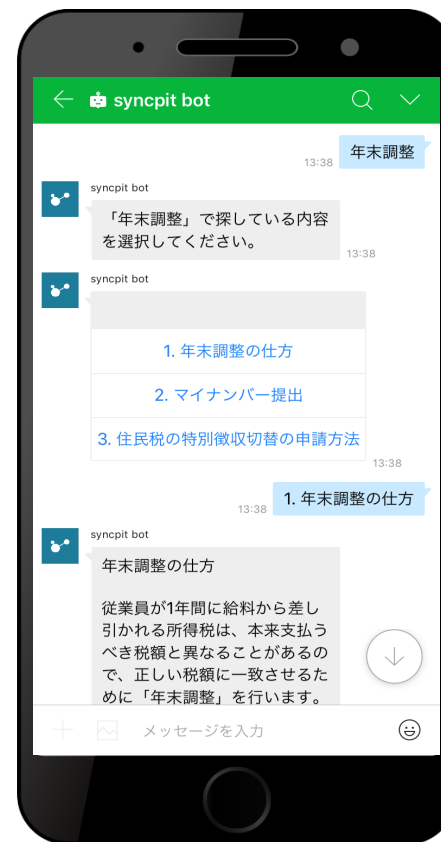 syncpit bot
年末調整
13:38
syncpit bot
「年末調整」で探している内容
を選択してください。
13:38
syncpit bot
1. 年末調整の仕方
2. マイナンバー提出
3. 住民税の特別徴収切替の申請方法
13:38
1. 年末調整の仕方
13:38
syncpit bot
年末調整の仕方
従業員が1年間に給料から差し
引かれる所得税は、本来支払う
べき税額と異なることがあるの
で、正しい税額に一致させるた
めに「年末調整」を行います。
メッセージを入力